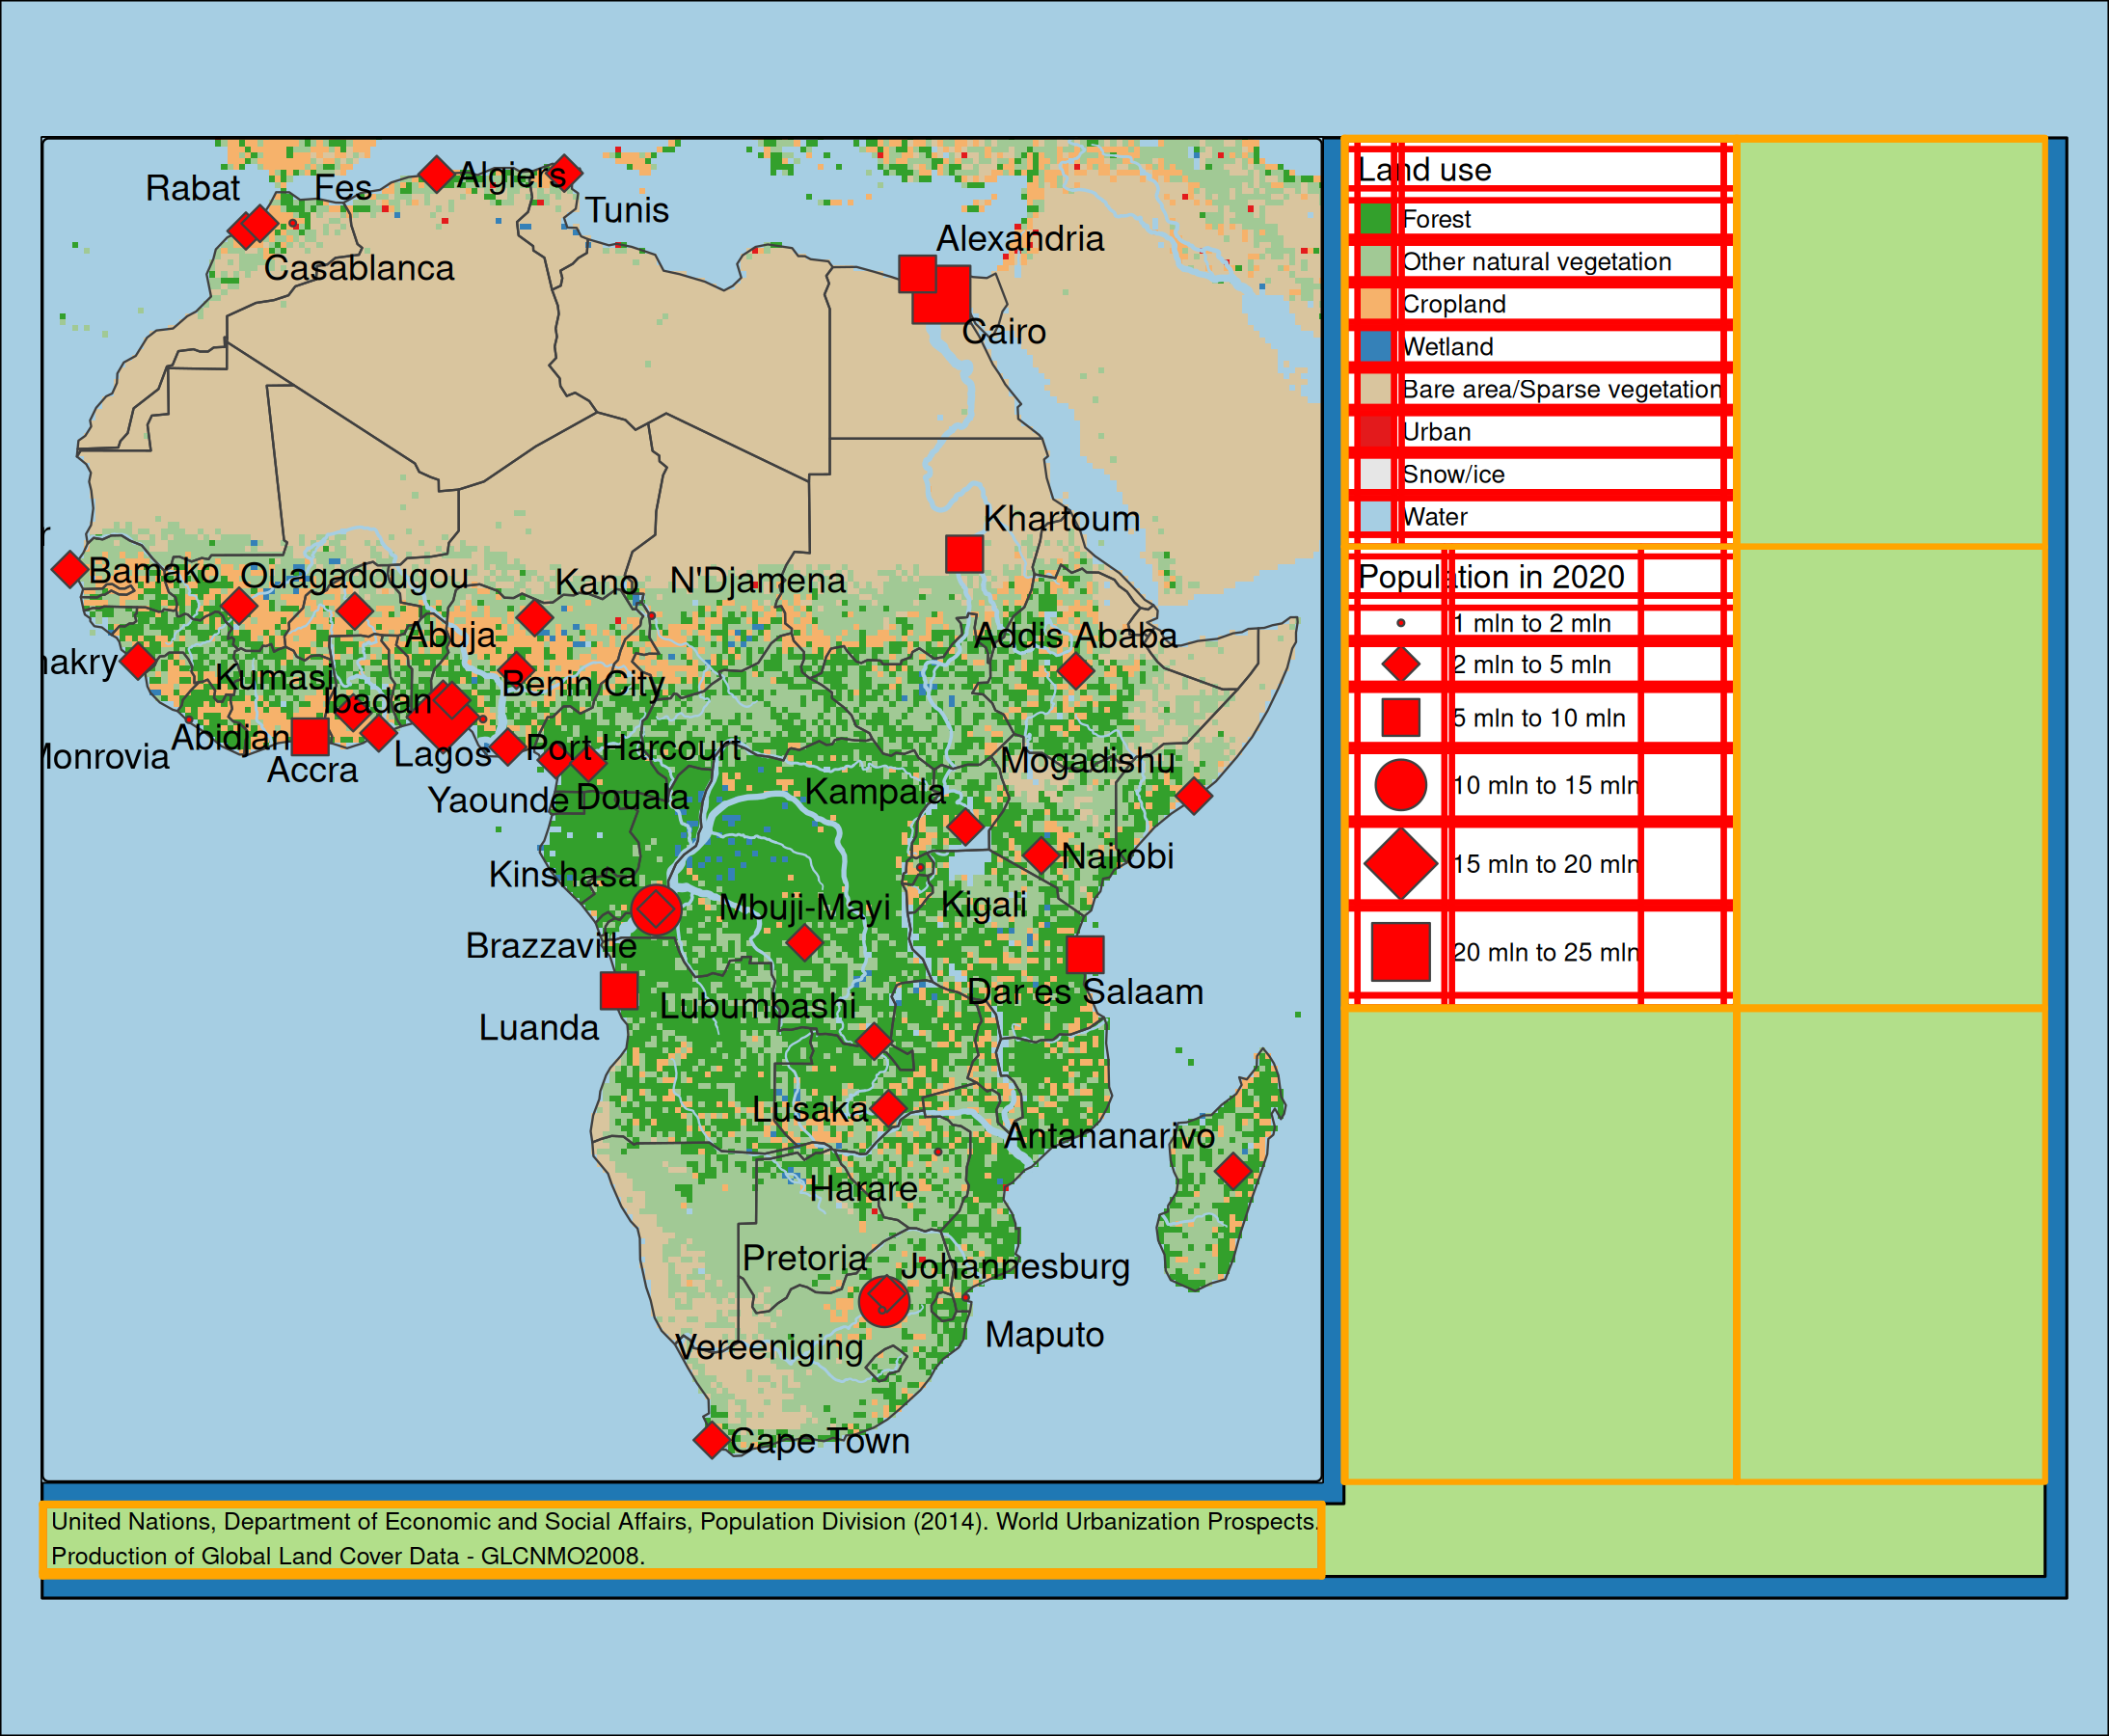 Rabat
Fes
Algiers
Tunis
Casablanca
Alexandria
Cairo
Khartoum
Bamako
Ouagadougou
Kano
N'Djamena
Abuja
Addis Ababa
nakry
Kumasi
Benin City
Ibadan
Abidjan
Monrovia
Lagos
Port Harcourt
Accra
Mogadishu
Yaounde
Douala
Kampala
Nairobi
Kinshasa
Mbuji-Mayi
Kigali
Brazzaville
Dar es Salaam
Lubumbashi
Luanda
Lusaka
Antananarivo
Harare
Pretoria
Johannesburg
Maputo
Vereeniging
Cape Town
Land use
Forest
Other natural vegetation
Cropland
Wetland
Bare area/Sparse vegetation
Urban
Snow/ice
Water
Population in 2020
1 mln to 2 mln
2 mln to 5 mln
5 mln to 10 mln
10 mln to 15 mln
15 mln to 20 mln
20 mln to 25 mln
United Nations, Department of Economic and Social Affairs, Population Division (2014). World Urbanization Prospects.
Production of Global Land Cover Data - GLCNMO2008.